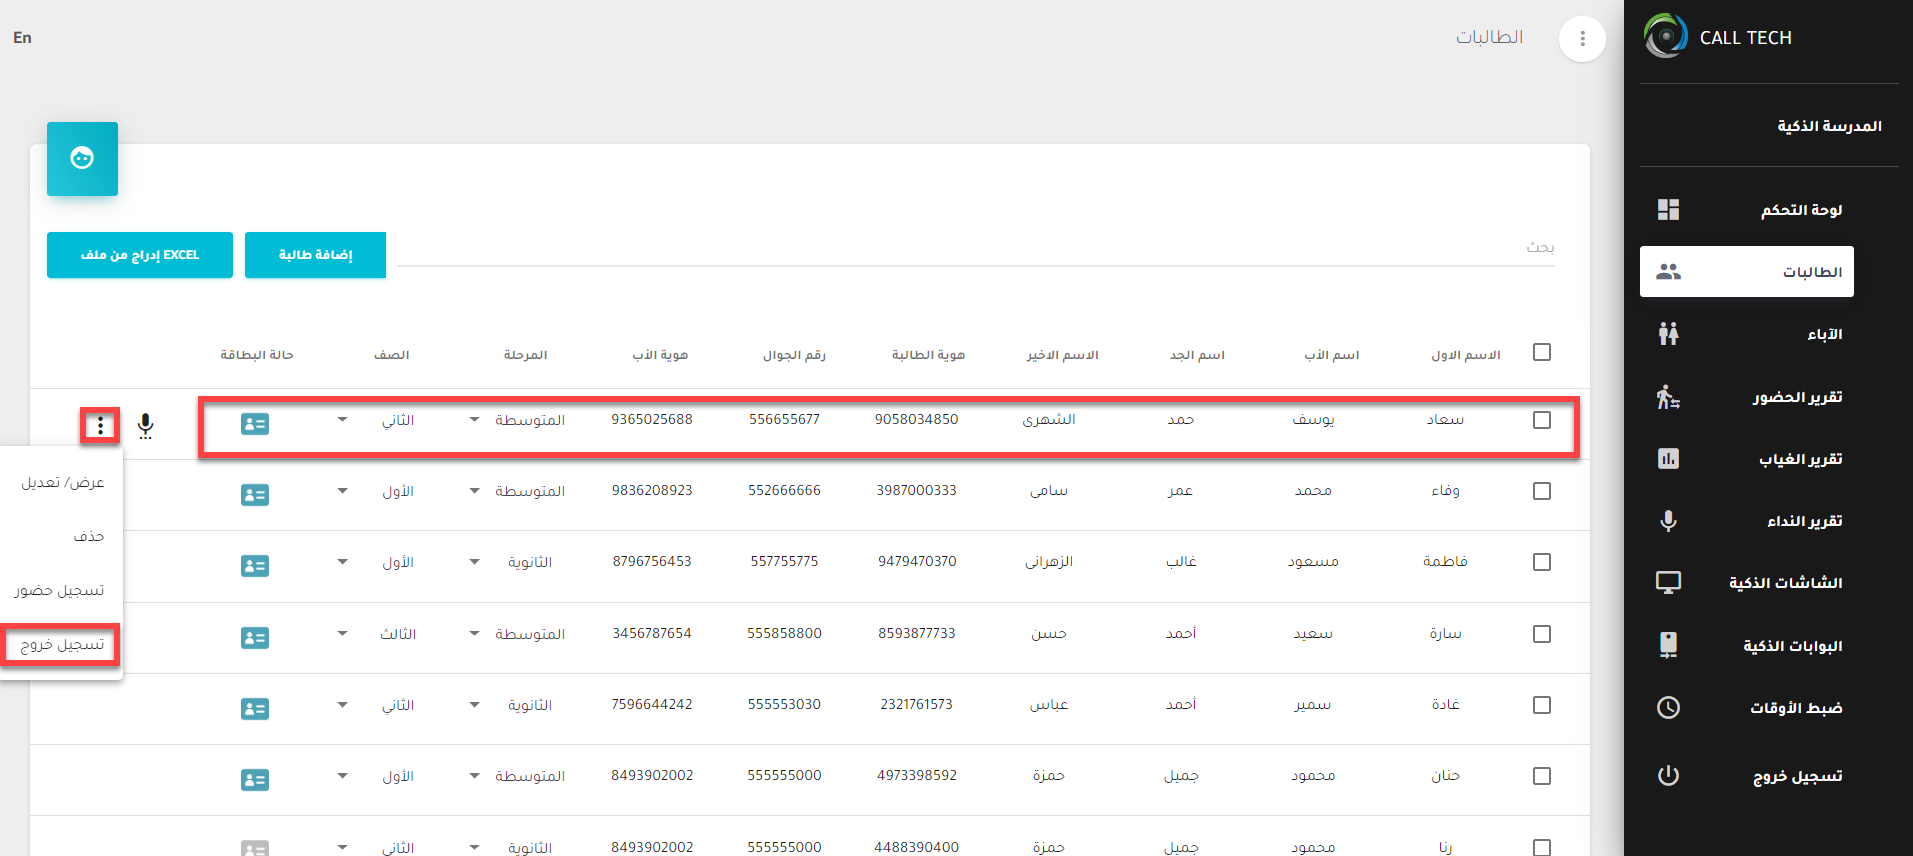 CALL TECH
المدرسة الذكية
لوحة التحكم
الطالبات
الآباء
تقرير الحضور
تقرير الغياب
تقرير النداء
الشاشات الذكية
البوابات الذكية
ضبط الأوقات
تسجيل خروج
الطالبات
En
بحث
إضافة طالبة
إدراج من ملف EXCEL
الاسم الاول اسم الأب اسم الجد الاسم الاخير هوية الطالبة رقم الجوال هوية الأب المرحلة الصف حالة البطاقة
سعاد يوسف حمد الشهرى 9058034850 556655677 9365025688 المتوسطة الثاني
وفاء محمد عمر سامى 3987000333 552666666 9836208923 المتوسطة الأول
فاطمة مسعود غالب الزهرانى 9479470370 557755775 8796756453 الثانوية الأول
سارة سعيد أحمد حسن 8593877733 555858800 3456787654 المتوسطة الثالث
غادة سمير أحمد عباس 2321761573 555553030 7596644242 الثانوية الثاني
حنان محمود جميل حمزة 4973398592 555555000 8493902002 المتوسطة الأول
رنا محمود جميل حمزة 4488390400 555555000 8493902002 الثانوية الثاني
عرض/ تعديل
حذف
تسجيل حضور
تسجيل خروج